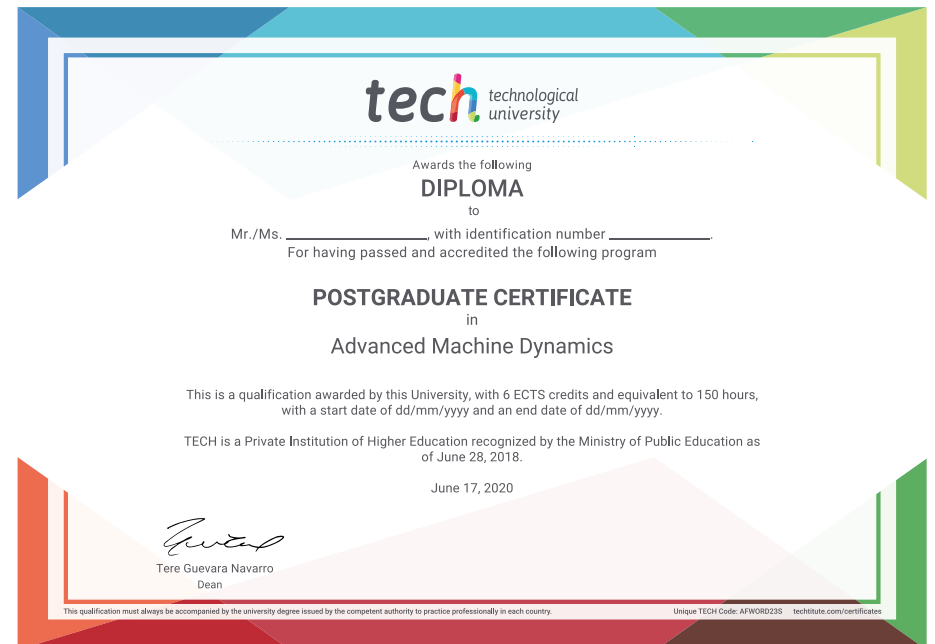 tech technological
university
Awards the following
DIPLOMA
to
Mr./Ms. ____________________, with identification number ______________.
For having passed and accredited the following program
POSTGRADUATE CERTIFICATE
in
Advanced Machine Dynamics
This is a qualification awarded by this University, with 6 ECTS credits and equivalent to 150 hours,
with a start date of dd/mm/yyyy and an end date of dd/mm/yyyy.
TECH is a Private Institution of Higher Education recognized by the Ministry of Public Education as
of June 28, 2018.
June 17, 2020
Tere Guevara Navarro
Dean
This qualification must always be accompanied by the university degree issued by the competent authority to practice professionally in each country.
Unique TECH Code: AFWORD23S techtitute.com/certificates